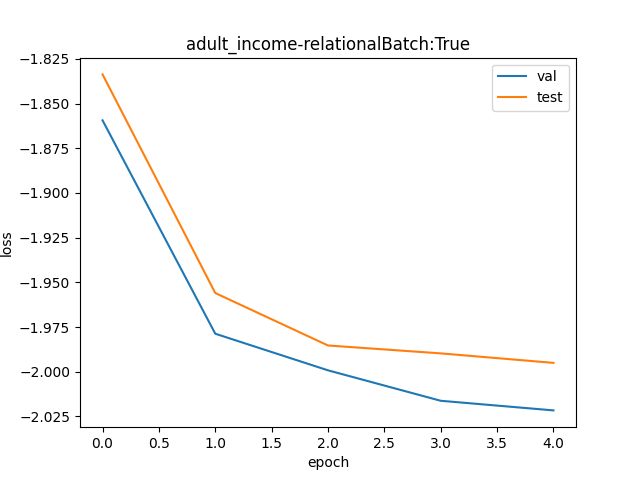 adult_income-relationalBatch:True
−1.825
−1.850
−1.875
−1.900
−1.925
−1.950
−1.975
−2.000
−2.025
loss
val
test
0.0 0.5 1.0 1.5 2.0 2.5 3.0 3.5 4.0
epoch